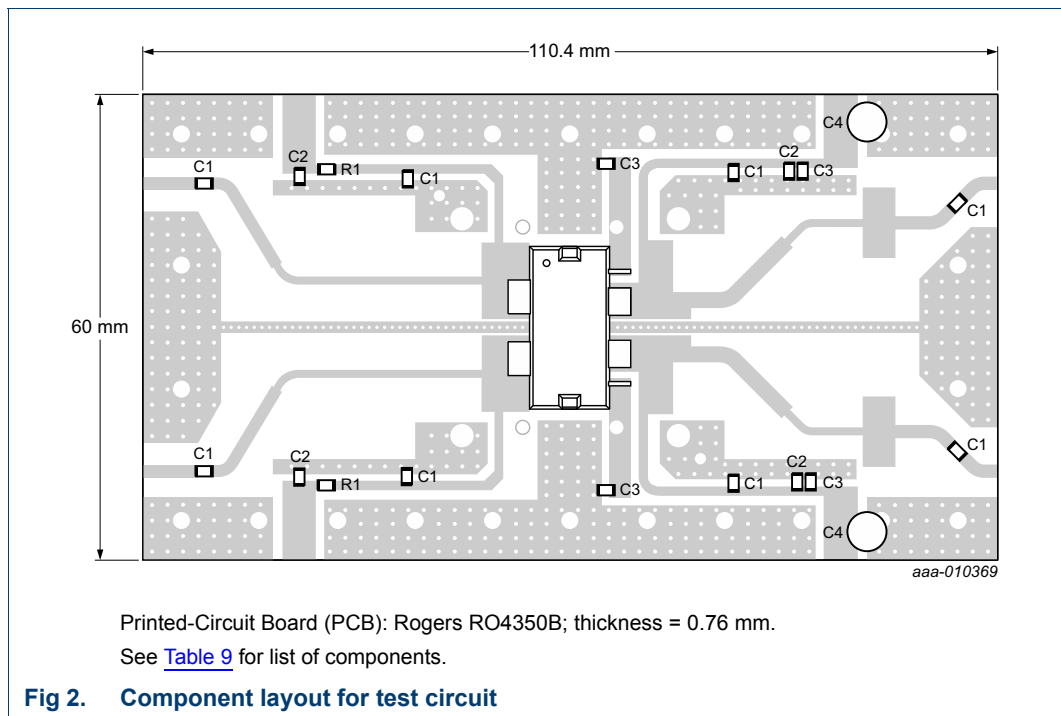 110.4 mm
C4
C1
C2
R1
C1
C3
C1
C2
C3
C1
60 mm
C1
C2
R1
C1
C3
C1
C2
C3
C1
C4
aaa-010369
Printed-Circuit Board (PCB): Rogers RO4350B; thickness = 0.76 mm.
See Table 9 for list of components.
Fig 2. Component layout for test circuit